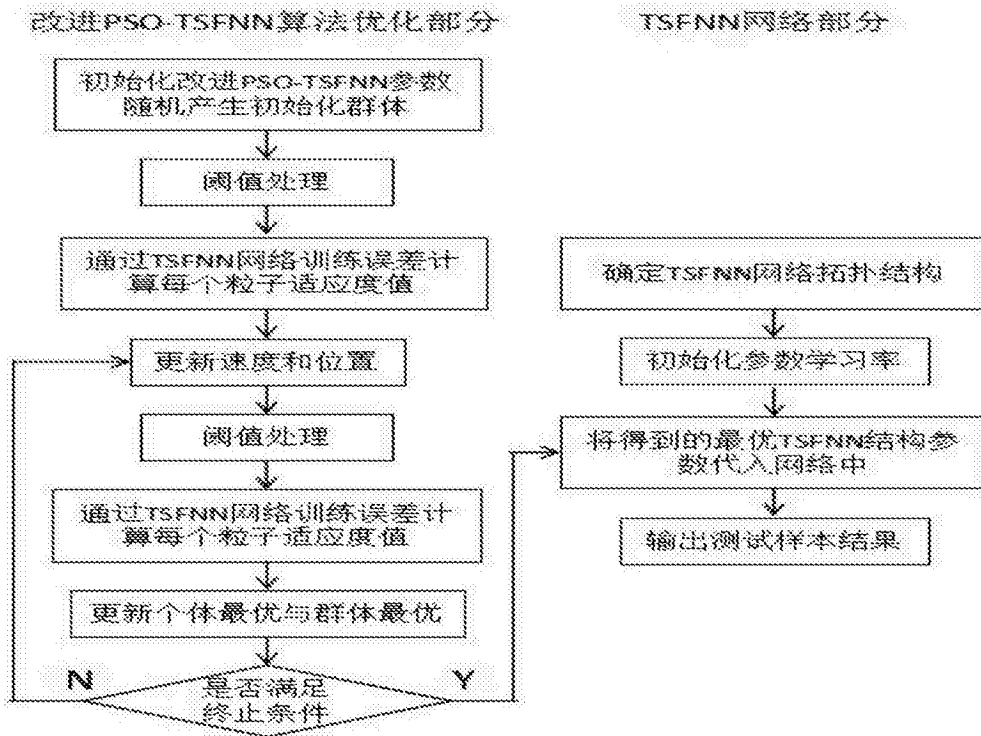 改进PSO-TSFNN算法优化部分
初始化改进PSO-TSFNN参数
随机产生初始化群体
阈值处理
通过TSFNN网络训练误差计
算每个粒子适应度值
更新速度和位置
阈值处理
通过TSFNN网络训练误差计
算每个粒子适应度值
更新个体最优与群体最优
N
是否满足
终止条件
Y
TSFNN网络部分
确定TSFNN网络拓扑结构
初始化参数学习率
将得到的最优TSFNN结构参
数代入网络中
输出测试样本结果